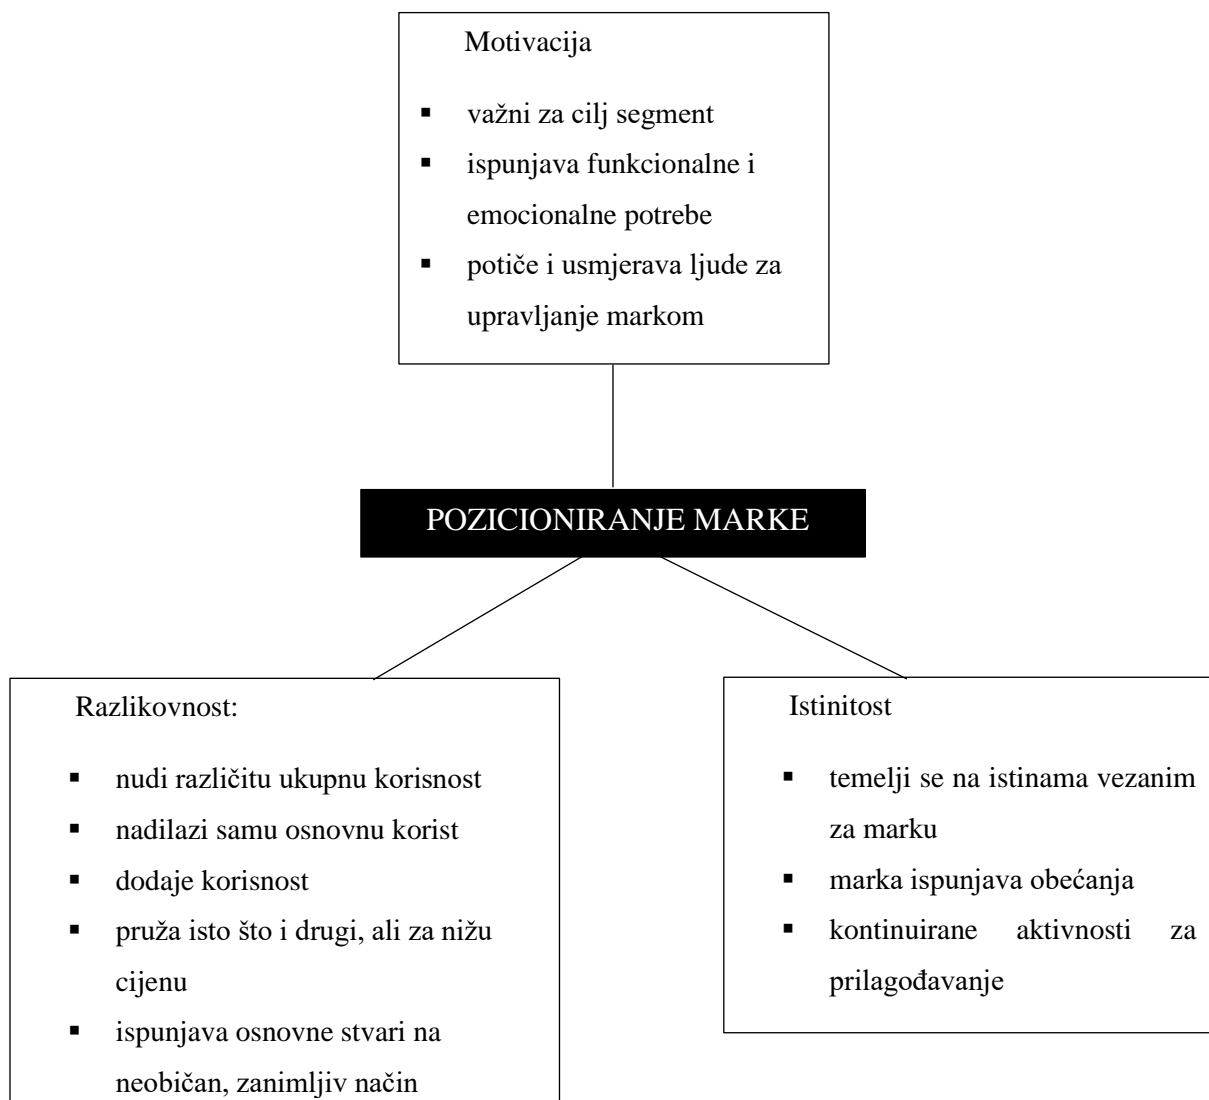 Motivacija
▪ važni za cilj segment
▪ ispunjava funkcionalne i
emocionalne potrebe
▪ potiče i usmjerava ljude za
upravljanje markom
POZICIONIRANJE MARKE
Razlikovnost:
▪ nudi različitu ukupnu korisnost
▪ nadilazi samu osnovnu korist
▪ dodaje korisnost
▪ pruža isto što i drugi, ali za nižu
cijenu
▪ ispunjava osnovne stvari na
neobičan, zanimljiv način
Istinitost
▪ temelji se na istinama vezanim
za marku
▪ marka ispunjava obećanja
▪ kontinuirane aktivnosti za
prilagođavanje